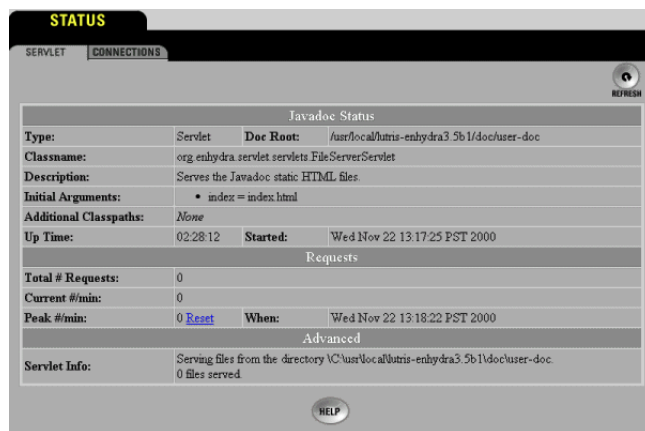 STATUS
SERVLET CONNECTIONS
REFRESH
Javadoc Status
Type: Servlet Doc Root: /usr/local/lutris-enhydra3.5b1/doc/user-doc
Classname: org.enhydra.servlet.servlets.FileServerServlet
Description: Serves the Javadoc static HTML files.
Initial Arguments: • index = index.html
Additional Classpaths: None
Up Time: 02:28:12 Started: Wed Nov 22 13:17:25 PST 2000
Requests
Total # Requests: 0
Current #/min: 0
Peak #/min: 0 Reset When: Wed Nov 22 13:18:22 PST 2000
Advanced
Servlet Info: Serving files from the directory \C:\usr\local\lutris-enhydra3.5b1\doc\user-doc.
0 files served.
HELP